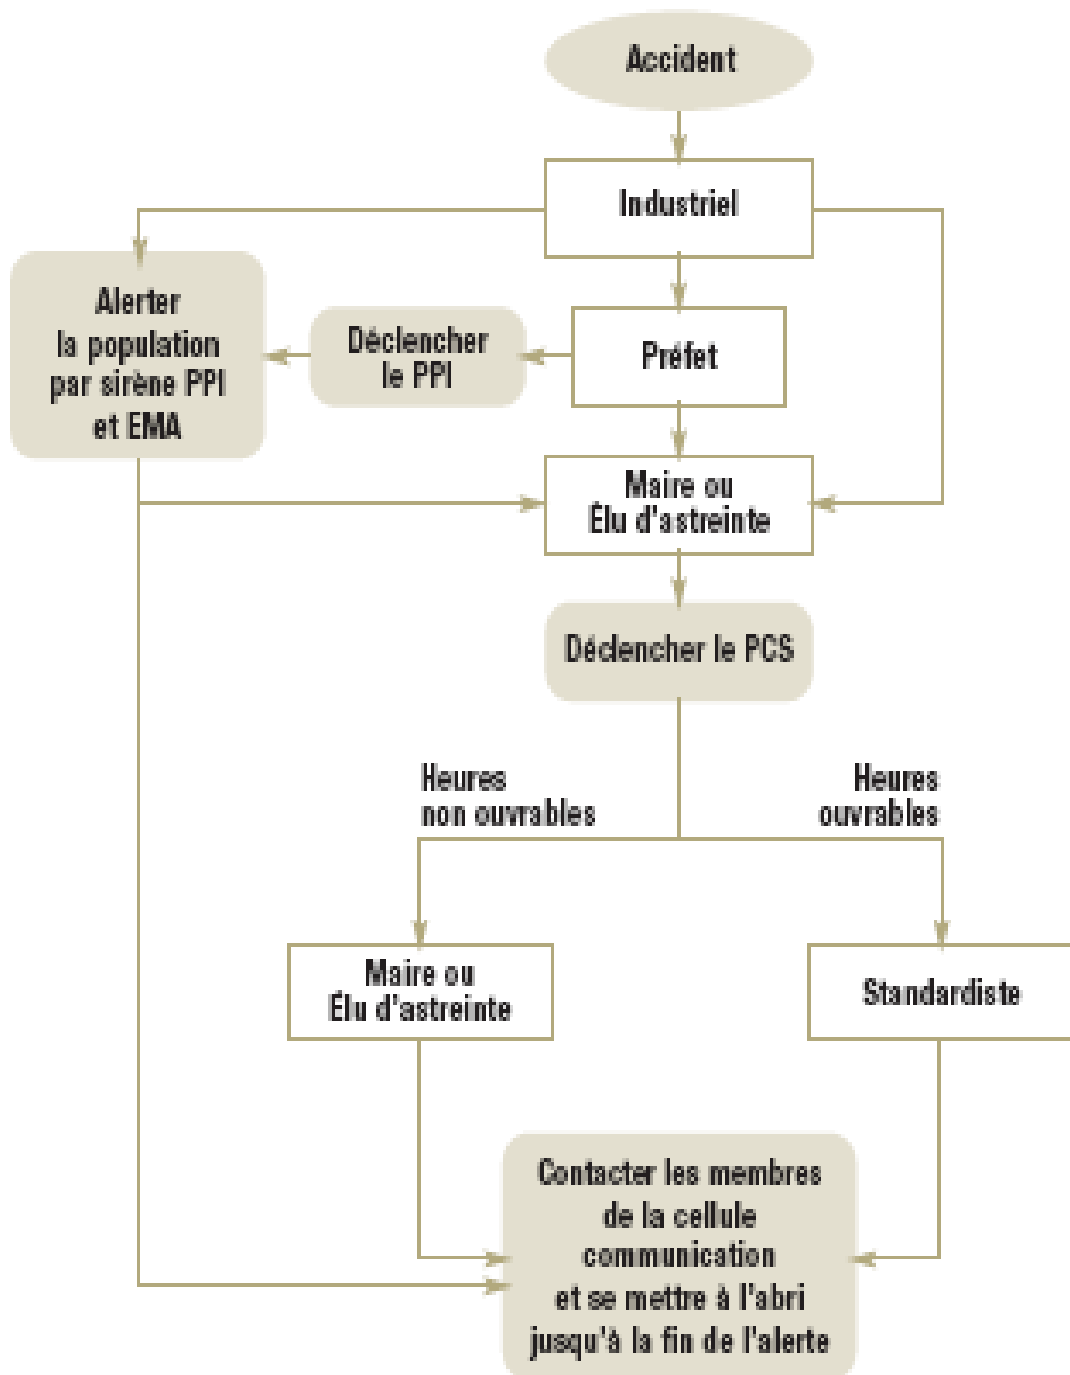 Accident
Industriel
Alerter
la population
par sirène PPI
et EMA
Déclencher
le PPI
Préfet
Maire ou
Élu d'astreinte
Déclencher le PCS
Heures
non ouvrables
Heures
ouvrables
Maire ou
Élu d'astreinte
Standardiste
Contacter les membres
de la cellule
communication
et se mettre à l'abri
jusqu'à la fin de l'alerte